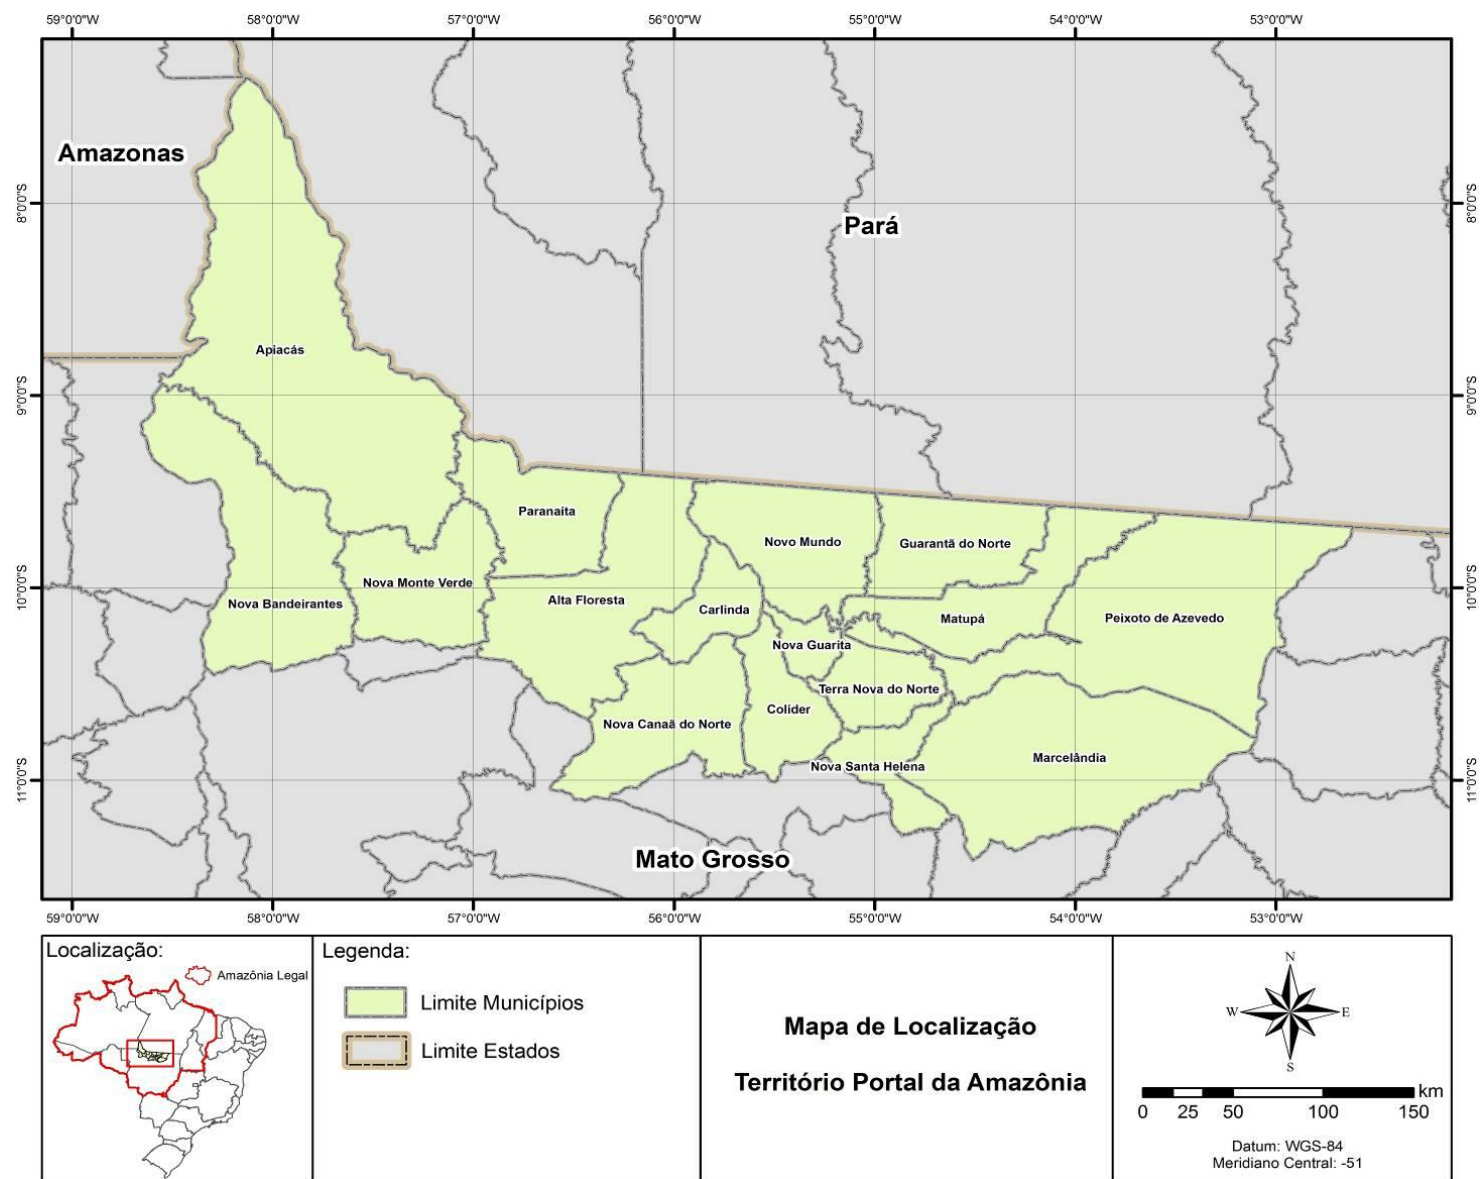 59°0'0"W 58°0'0"W 57°0'0"W 56°0'0"W 55°0'0"W 54°0'0"W 53°0'0"W
Amazonas
8°0'0"S
8°0'0"S
Pará
Apiacás
9°0'0"S
9°0'0"S
Paranaíta
Novo Mundo
Guarantã do Norte
Nova Monte Verde
10°0'0"S
10°0'0"S
Nova Bandeirantes
Alta Floresta
Carlinda
Matupá
Peixoto de Azevedo
Nova Guarita
Terra Nova do Norte
Colíder
Nova Canaã do Norte
Marcelândia
Nova Santa Helena
11°0'0"S
11°0'0"S
Mato Grosso
59°0'0"W 58°0'0"W 57°0'0"W 56°0'0"W 55°0'0"W 54°0'0"W 53°0'0"W
Localização:
Amazônia Legal
Legenda:
Limite Municípios
Limite Estados
Mapa de Localização
Território Portal da Amazônia
N
W
E
S
km
0 25 50 100 150
Datum: WGS-84
Meridiano Central: -51